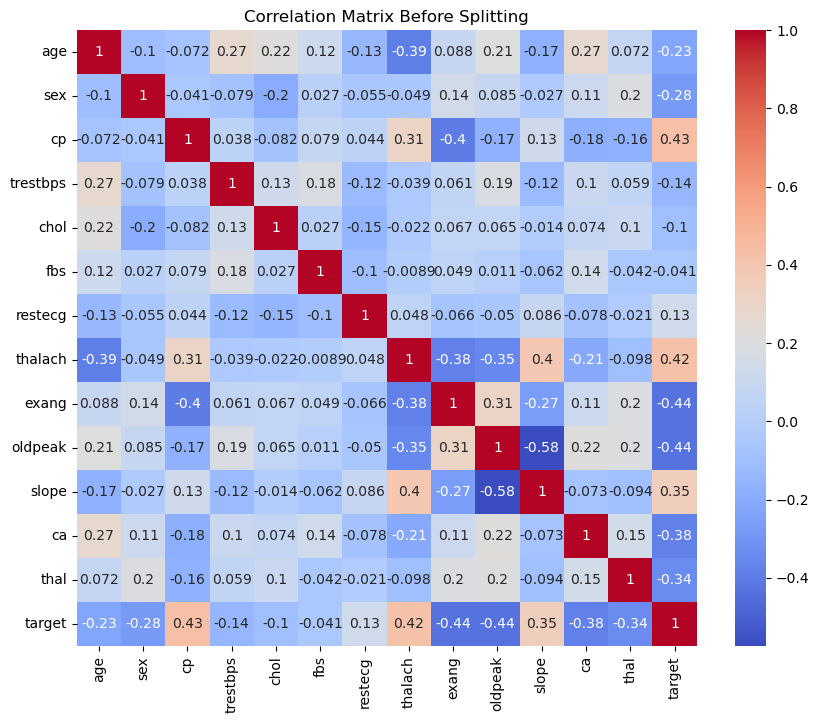 Correlation Matrix Before Splitting
age 1 -0.1 -0.072 0.27 0.22 0.12 -0.13 -0.39 0.088 0.21 -0.17 0.27 0.072 -0.23
sex -0.1 1 -0.041 -0.079 -0.2 0.027 -0.055 -0.049 0.14 0.085 -0.027 0.11 0.2 -0.28
cp -0.072 -0.041 1 0.038 -0.082 0.079 0.044 0.31 -0.4 -0.17 0.13 -0.18 -0.16 0.43
trestbps 0.27 -0.079 0.038 1 0.13 0.18 -0.12 -0.039 0.061 0.19 -0.12 0.1 0.059 -0.14
chol 0.22 -0.2 -0.082 0.13 1 0.027 -0.15 -0.022 0.067 0.065 -0.014 0.074 0.1 -0.1
fbs 0.12 0.027 0.079 0.18 0.027 1 -0.1 -0.0089 0.049 0.011 -0.062 0.14 -0.042 -0.041
restecg -0.13 -0.055 0.044 -0.12 -0.15 -0.1 1 0.048 -0.066 -0.05 0.086 -0.078 -0.021 0.13
thalach -0.39 -0.049 0.31 -0.039 -0.022 -0.0089 0.048 1 -0.38 -0.35 0.4 -0.21 -0.098 0.42
exang 0.088 0.14 -0.4 0.061 0.067 0.049 -0.066 -0.38 1 0.31 -0.27 0.11 0.2 -0.44
oldpeak 0.21 0.085 -0.17 0.19 0.065 0.011 -0.05 -0.35 0.31 1 -0.58 0.22 0.2 -0.44
slope -0.17 -0.027 0.13 -0.12 -0.014 -0.062 0.086 0.4 -0.27 -0.58 1 -0.073 -0.094 0.35
ca 0.27 0.11 -0.18 0.1 0.074 0.14 -0.078 -0.21 0.11 0.22 -0.073 1 0.15 -0.38
thal 0.072 0.2 -0.16 0.059 0.1 -0.042 -0.021 -0.098 0.2 0.2 -0.094 0.15 1 -0.34
target -0.23 -0.28 0.43 -0.14 -0.1 -0.041 0.13 0.42 -0.44 -0.44 0.35 -0.38 -0.34 1
age sex cp trestbps chol fbs restecg thalach exang oldpeak slope ca thal target
1.0
0.8
0.6
0.4
0.2
0.0
−0.2
−0.4